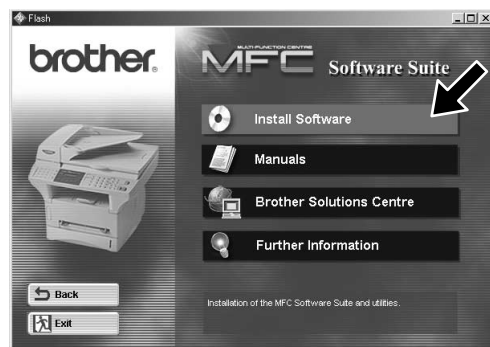 Flash
brother.
MULTI-FUNCTION CENTRE
MFC Software Suite
Install Software
Manuals
Brother Solutions Centre
Further Information
Back
Exit
Installation of the MFC Software Suite and utilities.